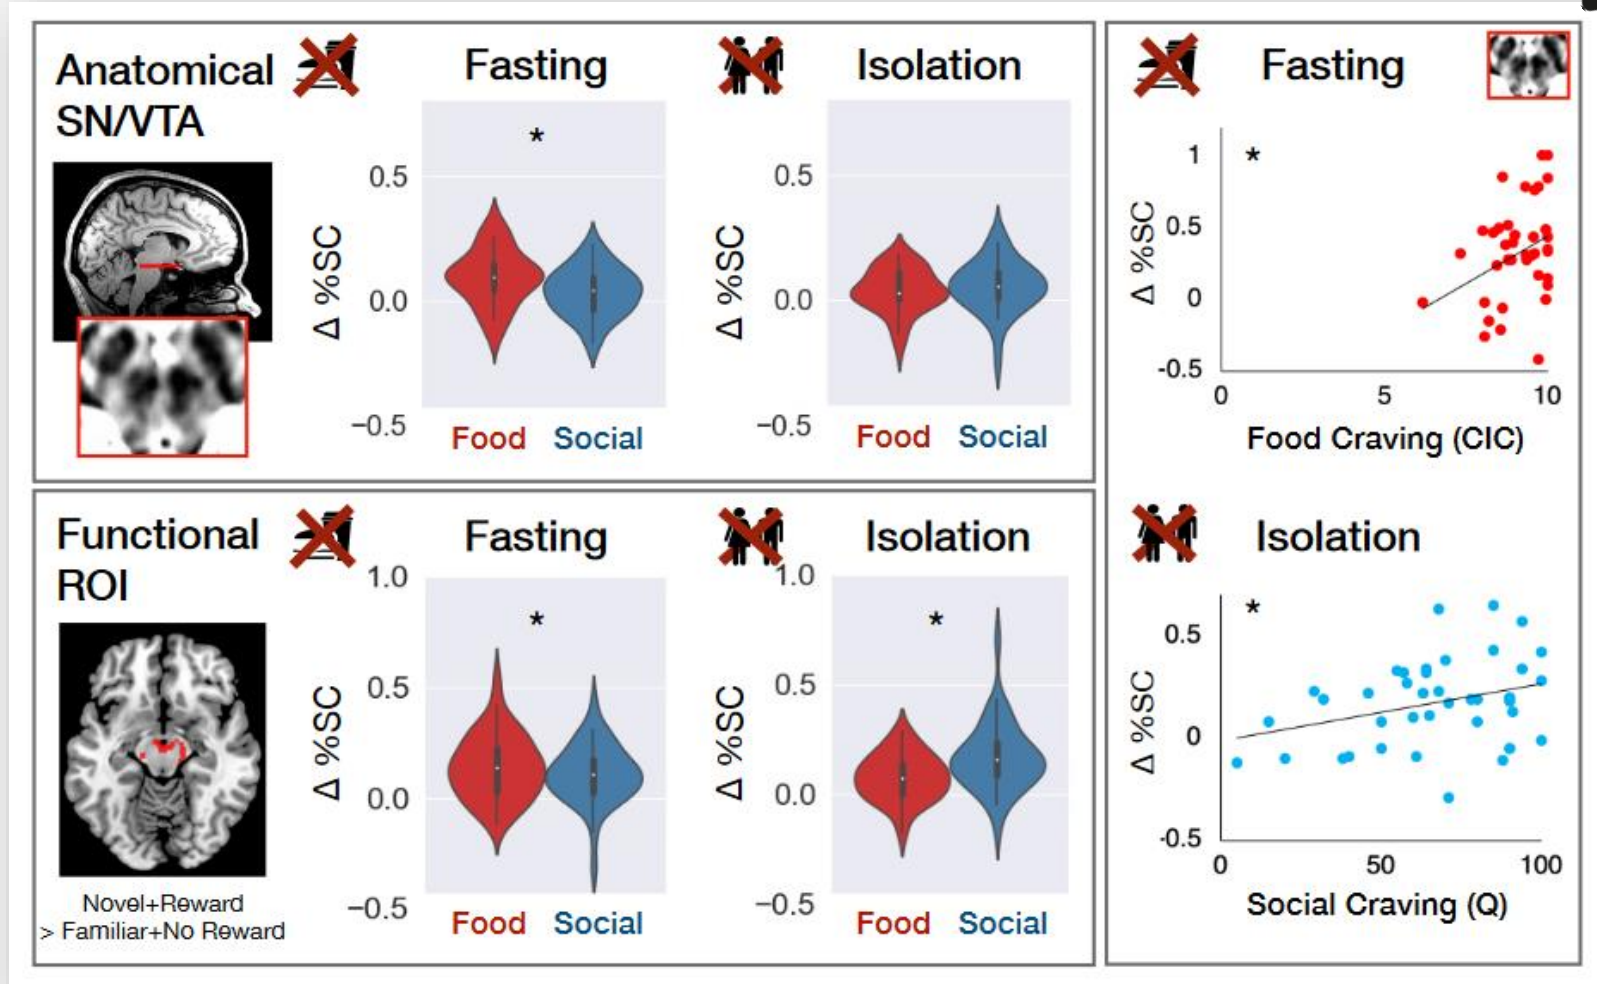 Anatomical
SN/VTA
Fasting
*
0.5
0.0
−0.5
Δ %SC
Food Social
Isolation
0.5
0.0
−0.5
Δ %SC
Food Social
Functional
ROI
Novel+Reward
> Familiar+No Reward
Fasting
1.0
*
0.5
0.0
−0.5
Δ %SC
Food Social
Isolation
1.0
*
0.5
0.0
−0.5
Δ %SC
Food Social
Fasting
1
*
0.5
0
-0.5
Δ %SC
0 5 10
Food Craving (CIC)
Isolation
*
0.5
0
-0.5
Δ %SC
0 50 100
Social Craving (Q)